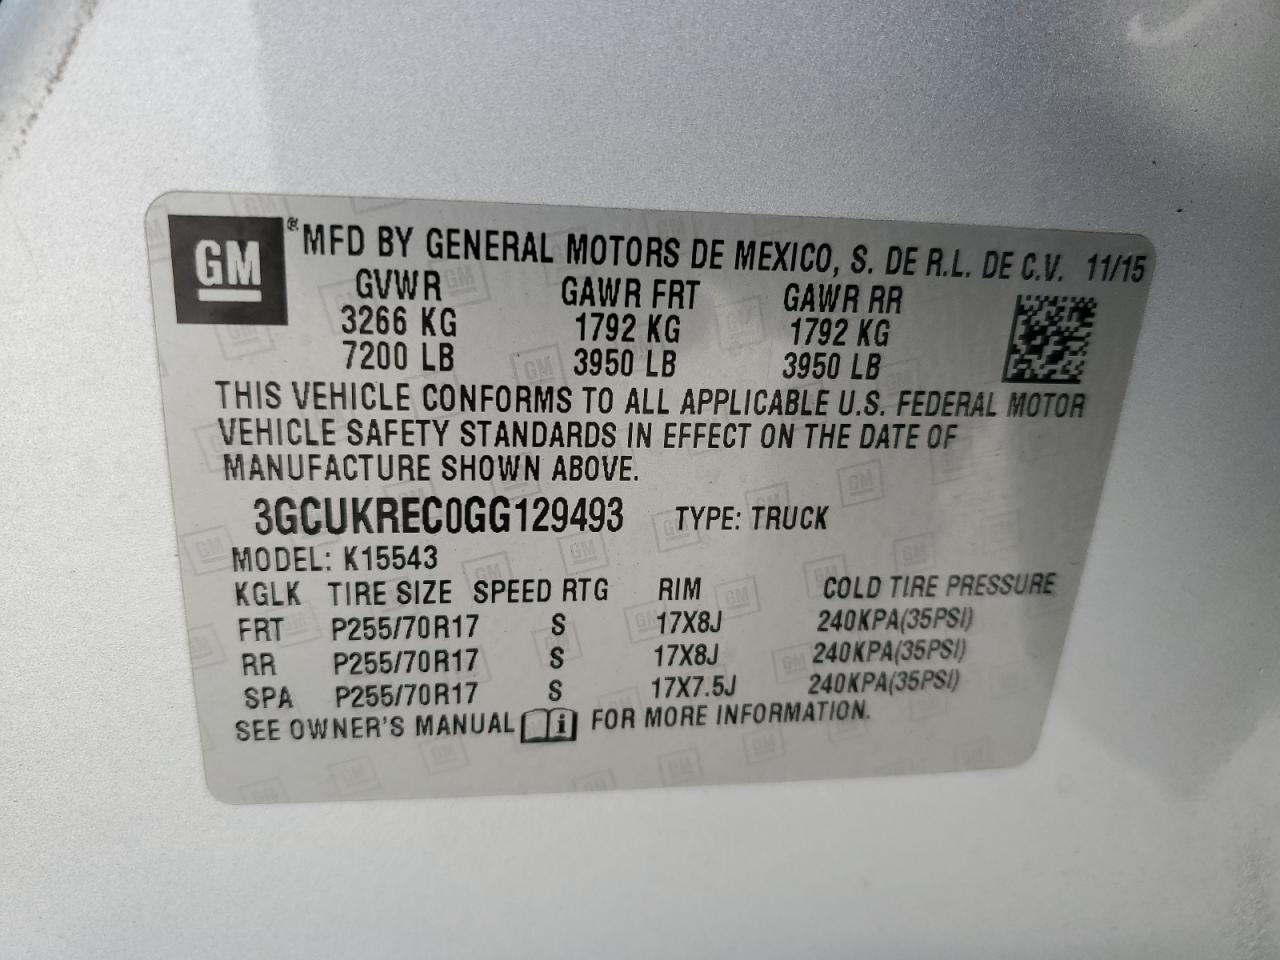 GM ® MFD BY GENERAL MOTORS DE MEXICO, S. DE R.L. DE C.V. 11/15
GVWR GAWR FRT GAWR RR
3266 KG 1792 KG 1792 KG
7200 LB 3950 LB 3950 LB
THIS VEHICLE CONFORMS TO ALL APPLICABLE U.S. FEDERAL MOTOR
VEHICLE SAFETY STANDARDS IN EFFECT ON THE DATE OF
MANUFACTURE SHOWN ABOVE.
3GCUKREC0GG129493 TYPE: TRUCK
MODEL: K15543
KGLK TIRE SIZE SPEED RTG RIM COLD TIRE PRESSURE
FRT P255/70R17 S 17X8J 240KPA(35PSI)
RR P255/70R17 S 17X8J 240KPA(35PSI)
SPA P255/70R17 S 17X7.5J 240KPA(35PSI)
SEE OWNER'S MANUAL i FOR MORE INFORMATION.